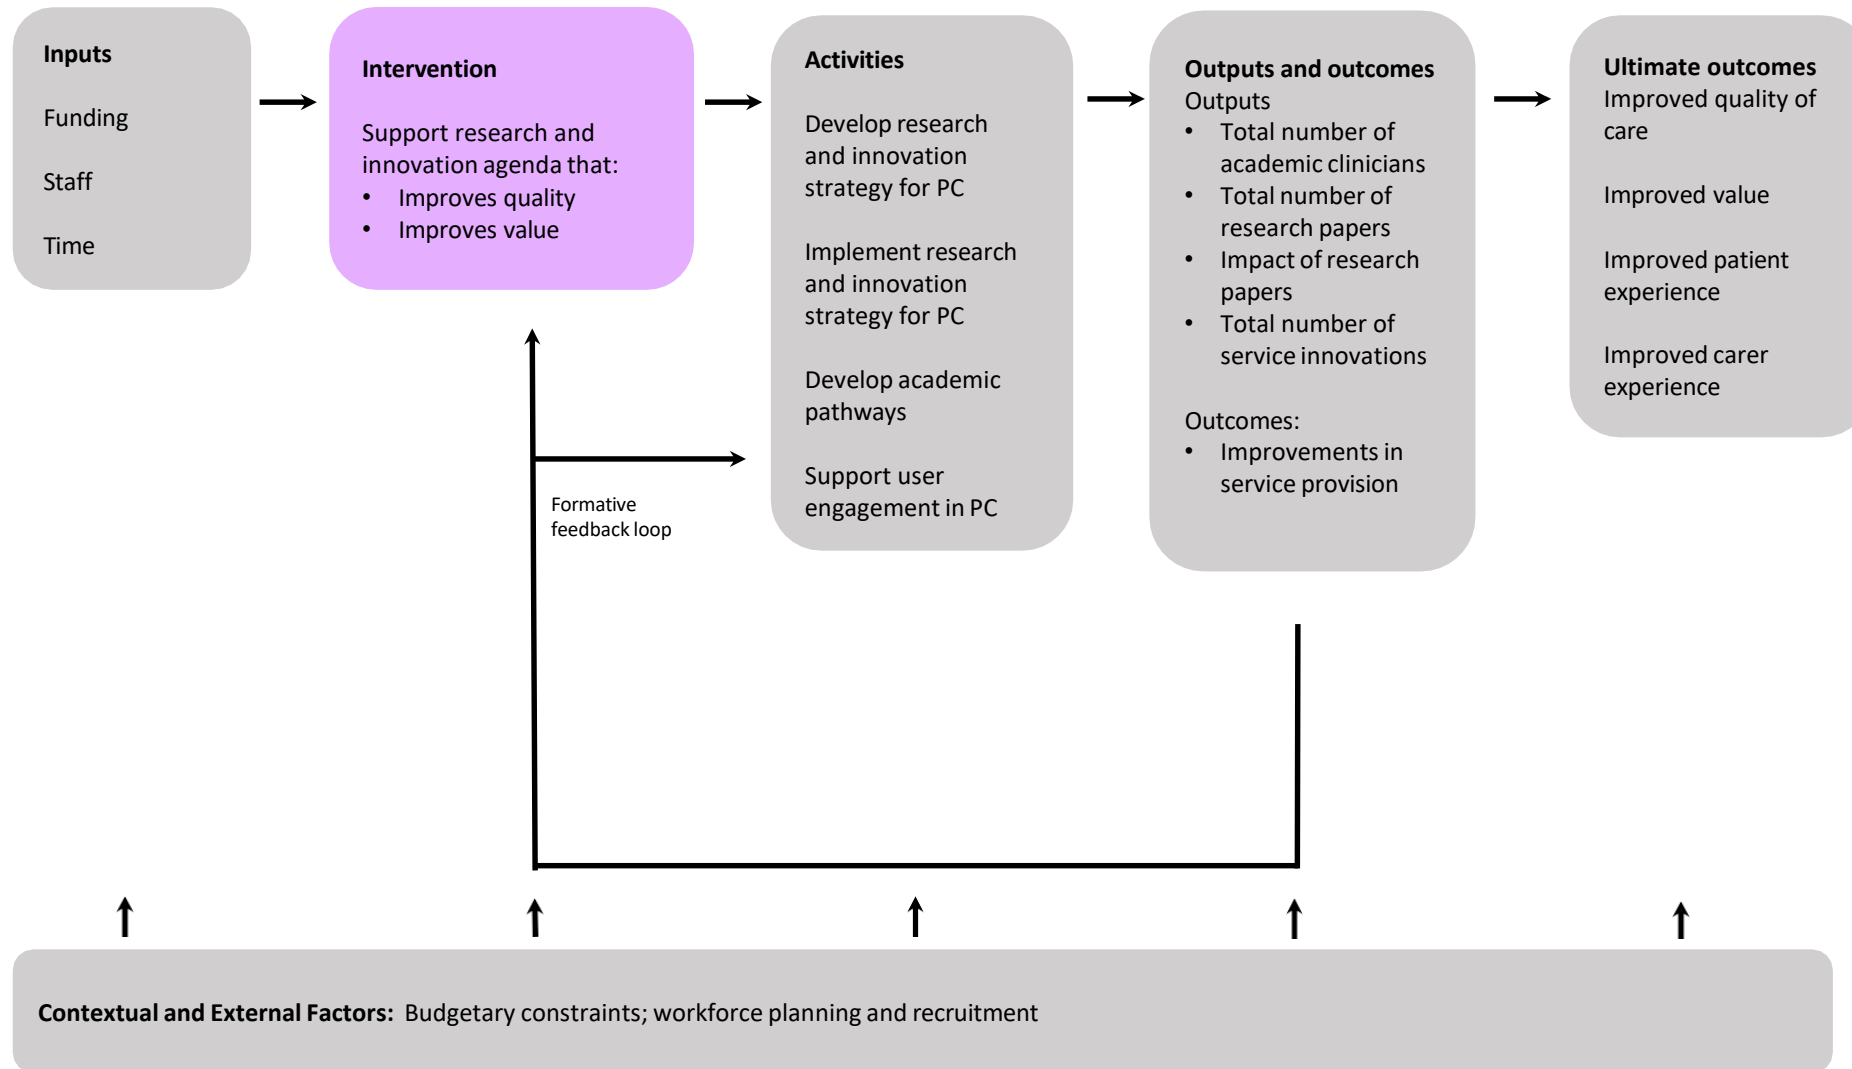 Inputs
Funding
Staff
Time
Intervention
Support research and
innovation agenda that:
• Improves quality
• Improves value
Activities
Develop research
and innovation
strategy for PC
Implement research
and innovation
strategy for PC
Develop academic
pathways
Support user
engagement in PC
Outputs and outcomes
Outputs
• Total number of
academic clinicians
• Total number of
research papers
• Impact of research
papers
• Total number of
service innovations
Outcomes:
• Improvements in
service provision
Ultimate outcomes
Improved quality of
care
Improved value
Improved patient
experience
Improved carer
experience
Formative
feedback loop
Contextual and External Factors: Budgetary constraints; workforce planning and recruitment